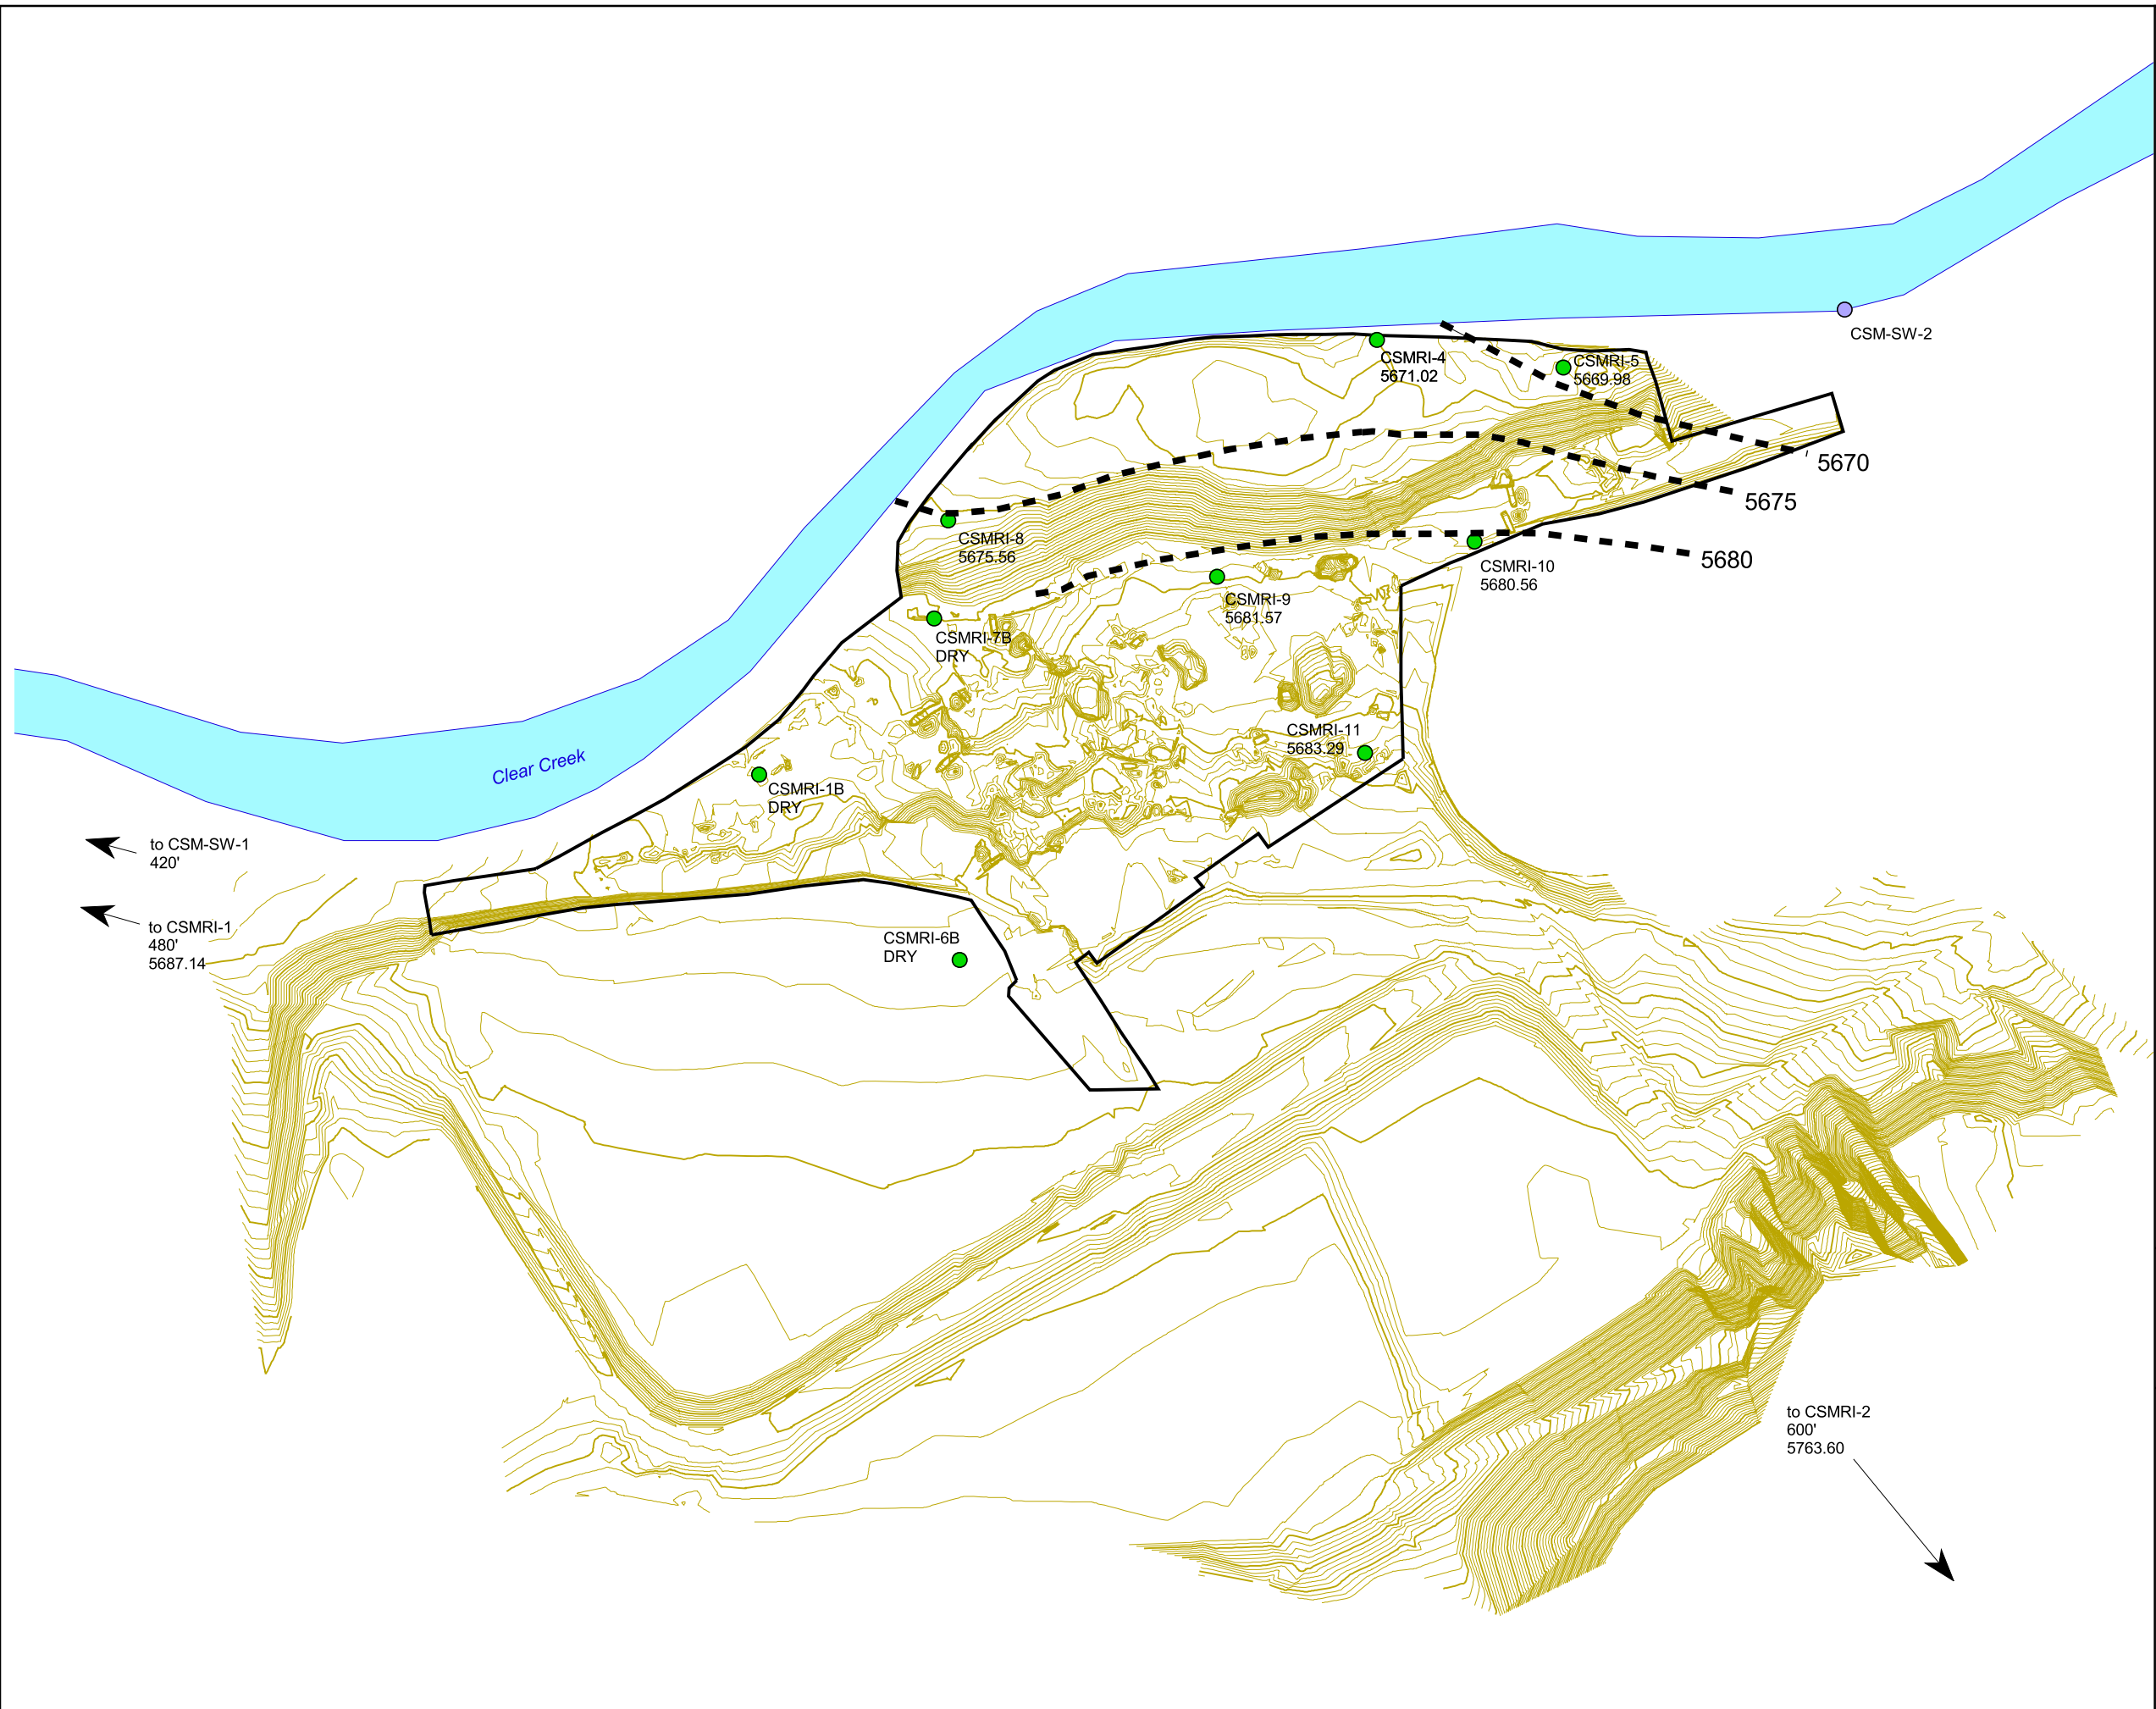 CSM-SW-2
CSMRI-4
5671.02
CSMRI-5
5669.98
5670
5675
CSMRI-8
5675.56
5680
CSMRI-10
5680.56
CSMRI-9
5681.57
CSMRI-7B
DRY
CSMRI-11
5683.29
Clear Creek
CSMRI-1B
DRY
to CSM-SW-1
420'
to CSMRI-1
480'
5687.14
CSMRI-6B
DRY
to CSMRI-2
600'
5763.60